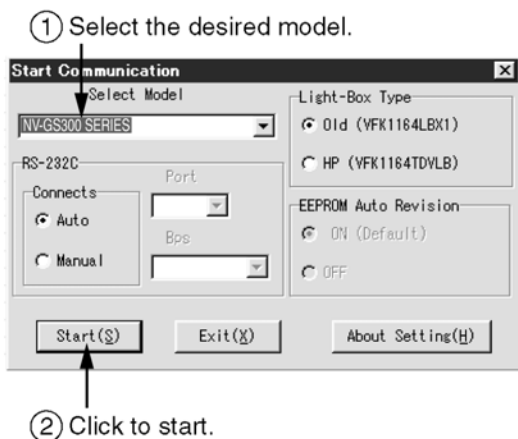 ① Select the desired model.
Start Communication
Select Model
NV-GS300 SERIES
Light-Box Type
Old (VFK1164LBX1)
HP (VFK1164TDVLB)
RS-232C
Connects
Auto
Manual
Port
Bps
EEPROM Auto Revision
ON (Default)
OFF
Start(S)
Exit(X)
About Setting(H)
② Click to start.